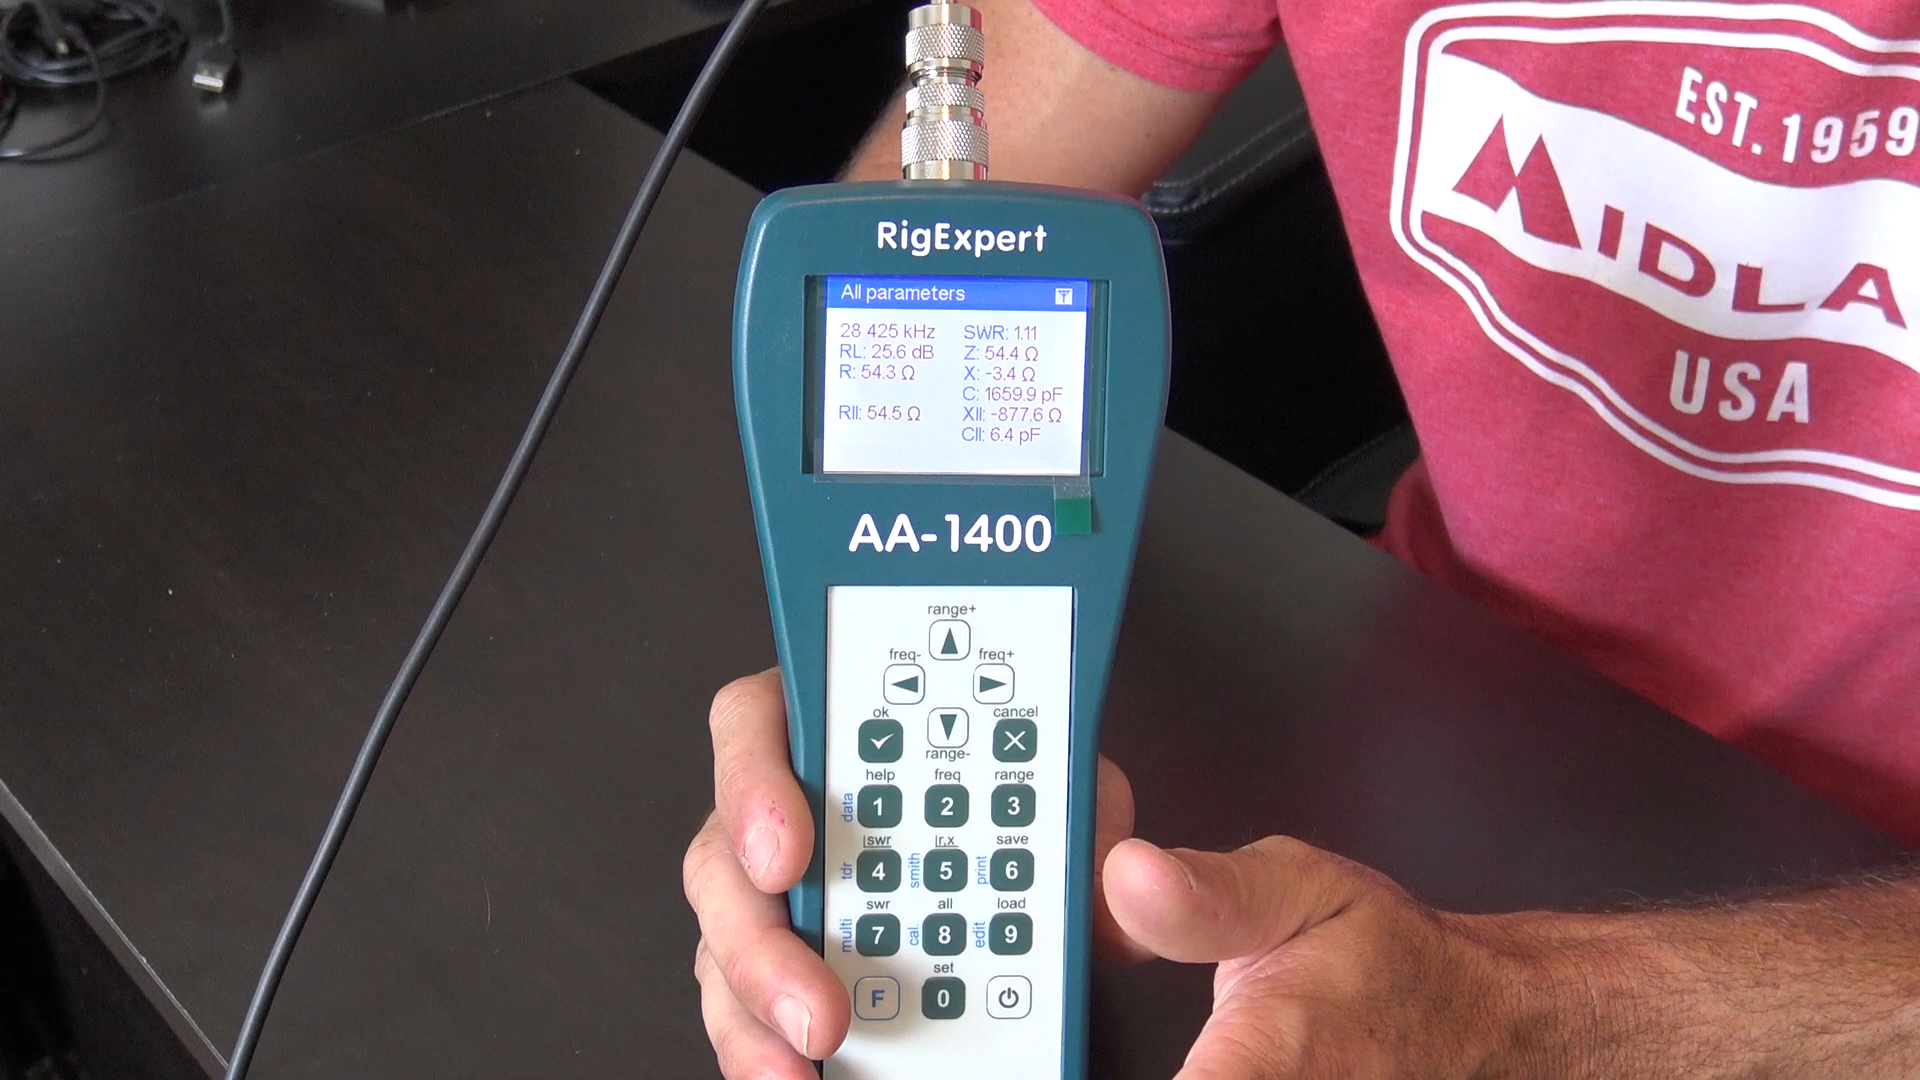 RigExpert
All parameters
28 425 kHz SWR: 1.11
RL: 25.6 dB Z: 54.4 Ω
R: 54.3 Ω X: -3.4 Ω
C: 1659.9 pF
RII: 54.5 Ω XII: -877.6 Ω
CII: 6.4 pF
AA-1400
range+
freq- freq+
ok cancel
range-
help freq range
data 1 2 3
swr r,x save
tdr 4 smith 5 print 6
swr all load
multi 7 cal. 8 edit 9
set
F 0
EST. 1959
MIDLA
USA